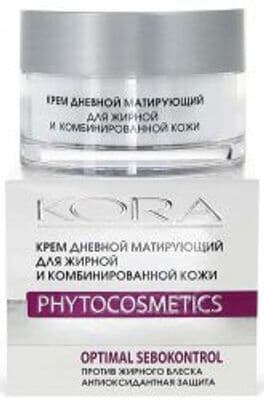 КРЕМ ДНЕВНОЙ МАТИРУЮЩИЙ
ДЛЯ ЖИРНОЙ
И КОМБИНИРОВАННОЙ КОЖИ
KORA
КРЕМ ДНЕВНОЙ МАТИРУЮЩИЙ
ДЛЯ ЖИРНОЙ
И КОМБИНИРОВАННОЙ КОЖИ
PHYTOCOSMETICS
OPTIMAL SEBOKONTROL
ПРОТИВ ЖИРНОГО БЛЕСКА
АНТИОКСИДАНТНАЯ ЗАЩИТА